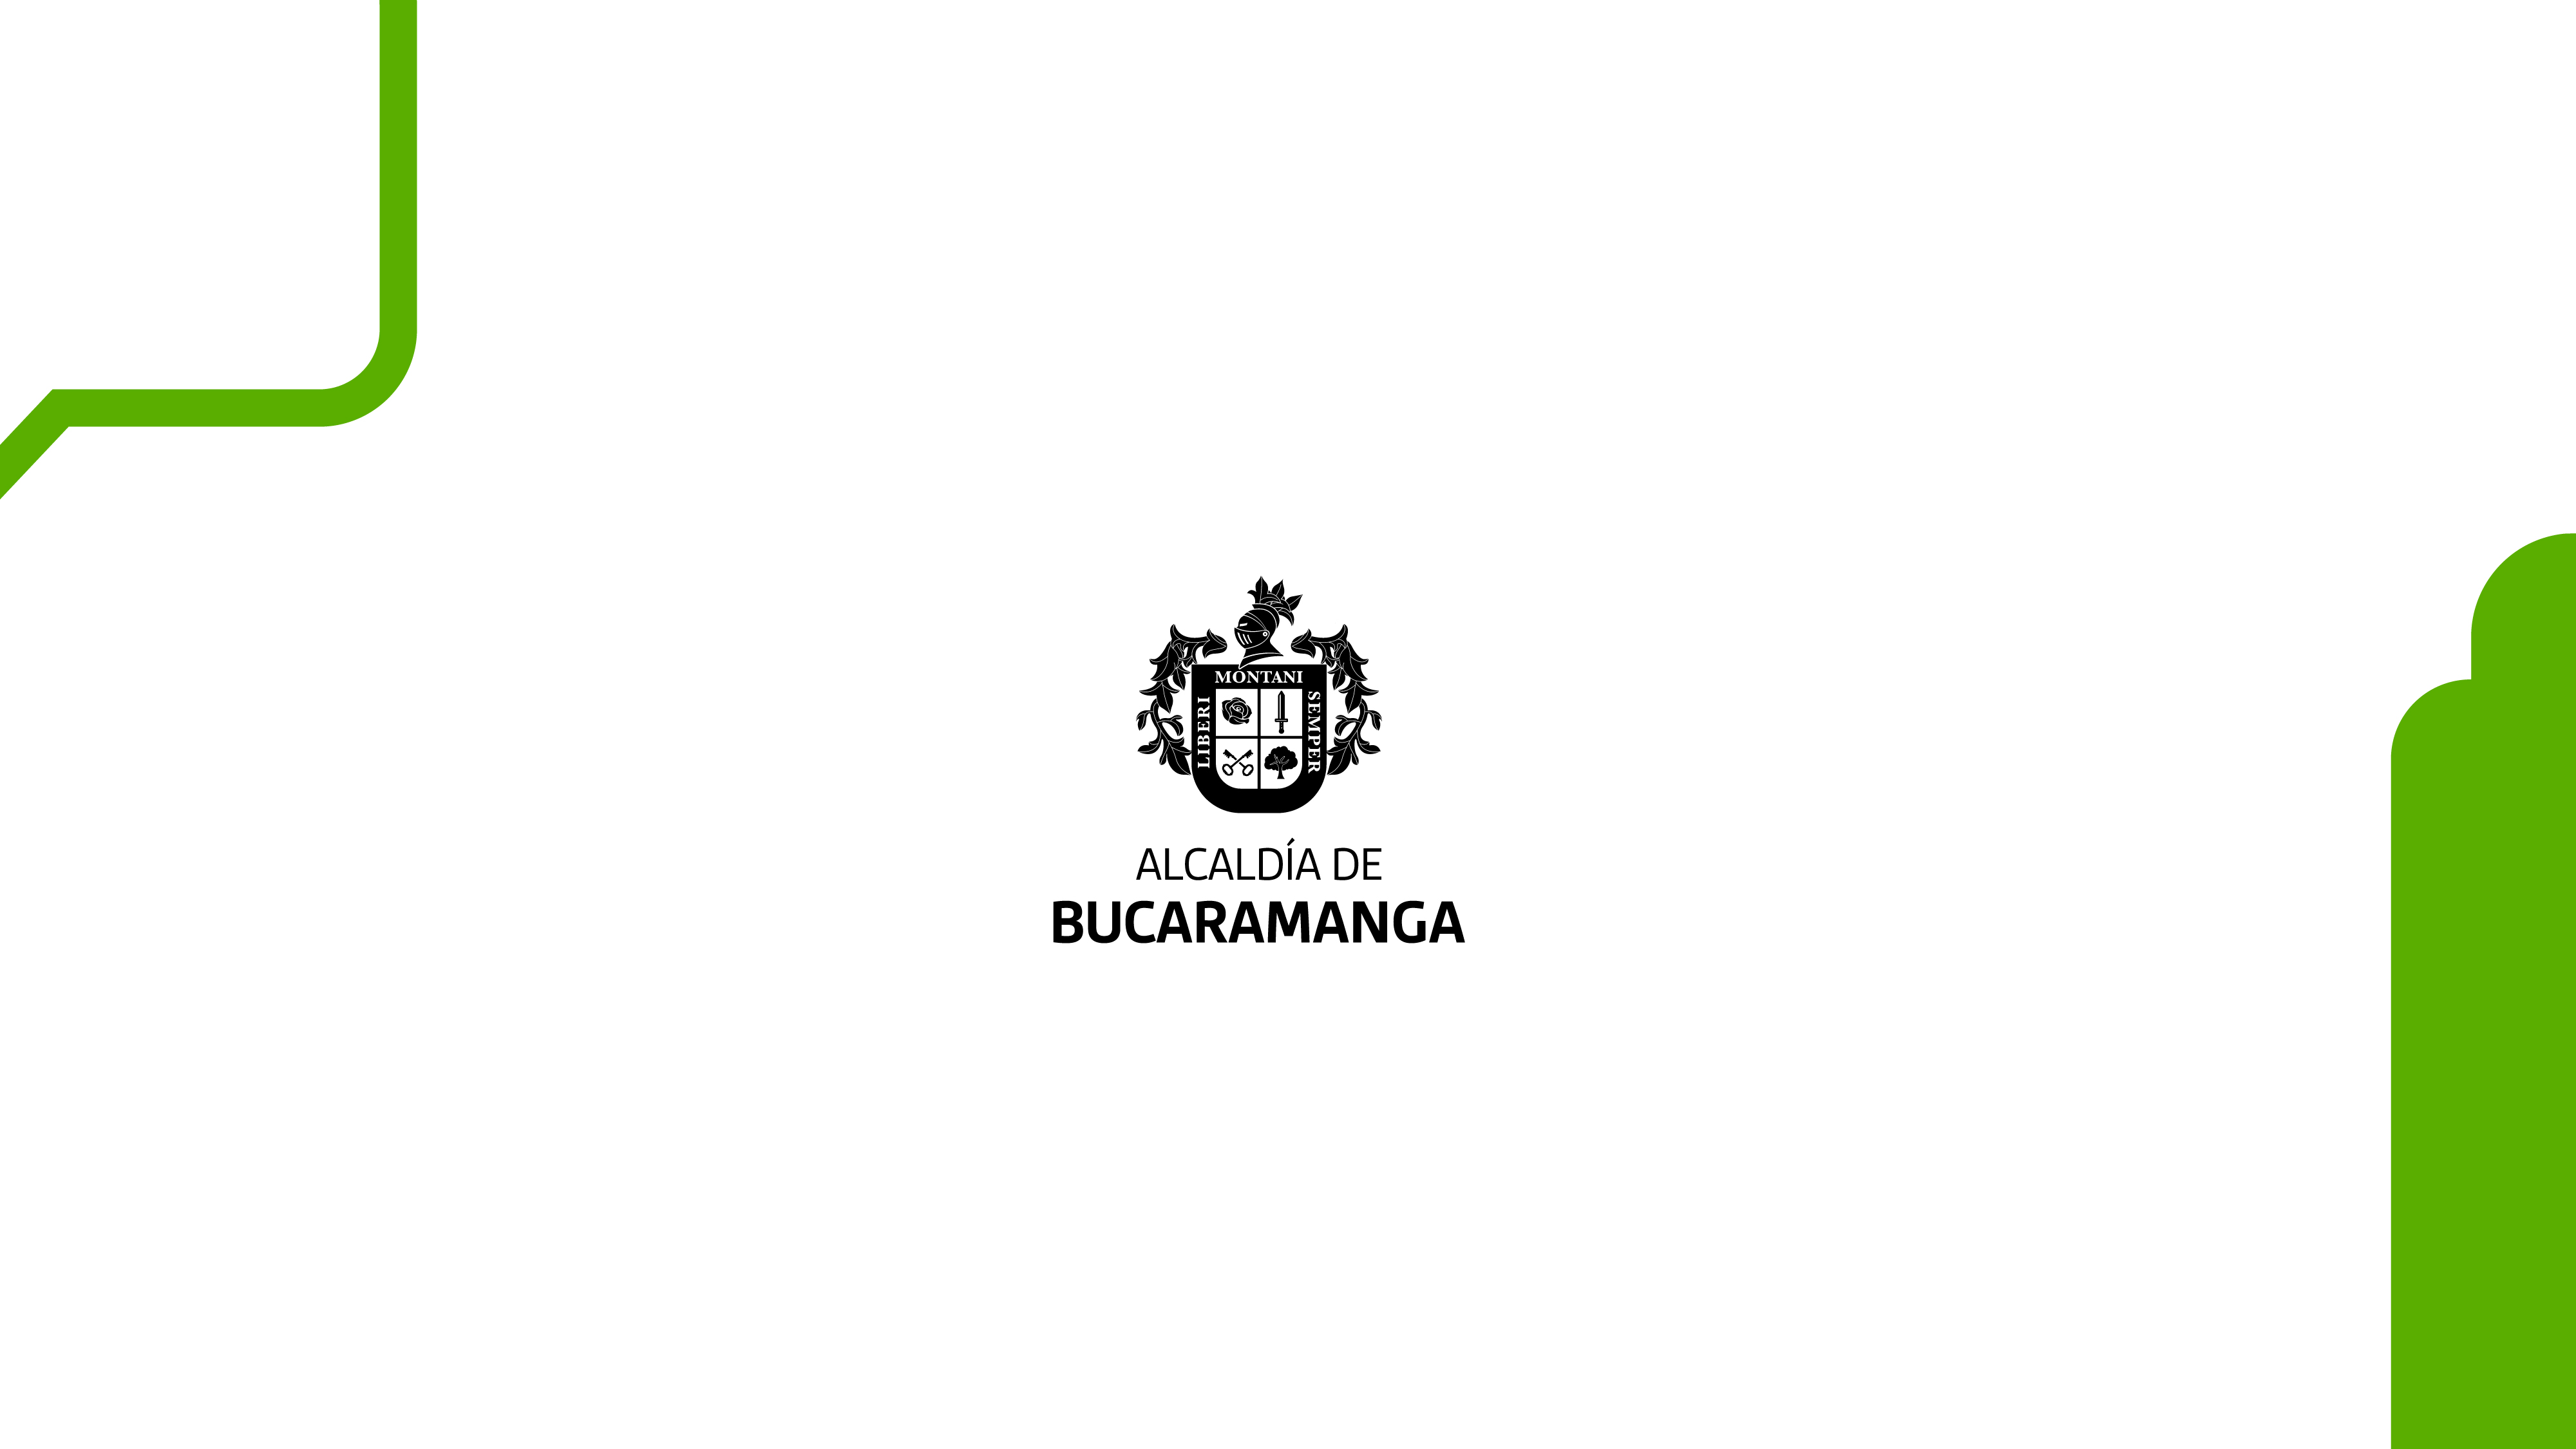 MONTANI
LIBERI
SEMPER
ALCALDÍA DE
BUCARAMANGA